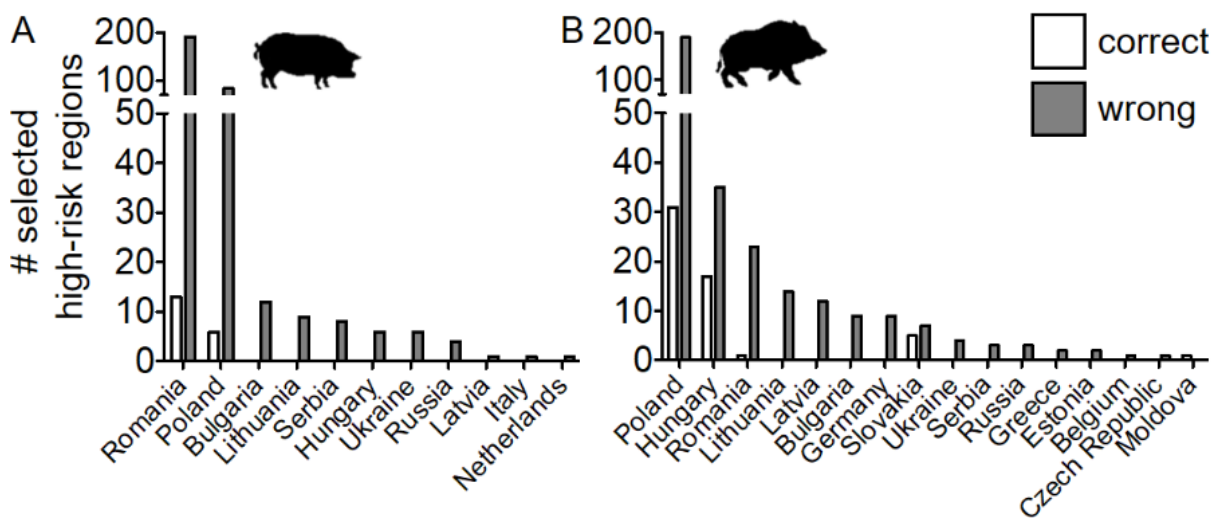 A
200
100
50
40
30
20
10
0
# selected
high-risk regions
Romania
Poland
Bulgaria
Lithuania
Serbia
Hungary
Ukraine
Russia
Latvia
Italy
Netherlands
B
200
100
50
40
30
20
10
0
Poland
Hungary
Romania
Lithuania
Latvia
Bulgaria
Germany
Slovakia
Ukraine
Serbia
Russia
Greece
Estonia
Belgium
Czech Republic
Moldova
correct
wrong